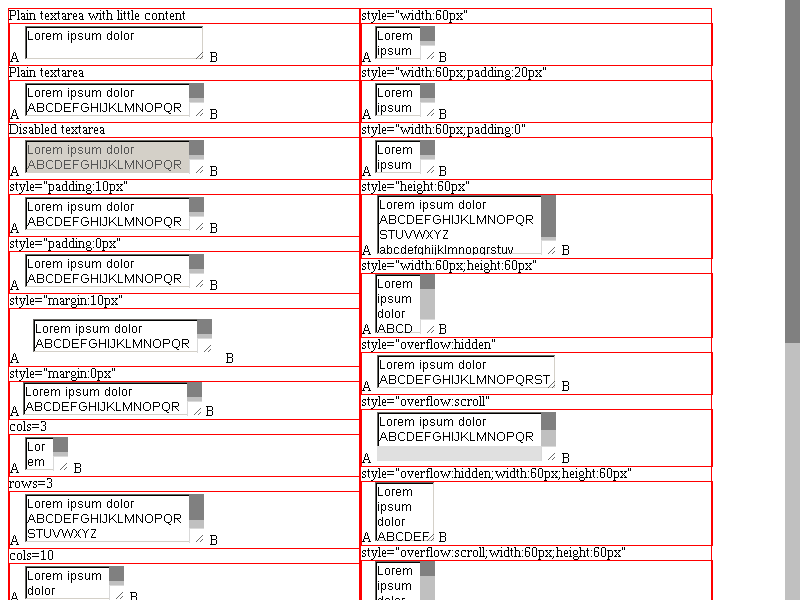 Plain textarea with little content
Lorem ipsum dolor
A B
Plain textarea
Lorem ipsum dolor
ABCDEFGHIJKLMNOPQR
A B
Disabled textarea
Lorem ipsum dolor
ABCDEFGHIJKLMNOPQR
A B
style="padding:10px"
Lorem ipsum dolor
ABCDEFGHIJKLMNOPQR
A B
style="padding:0px"
Lorem ipsum dolor
ABCDEFGHIJKLMNOPQR
A B
style="margin:10px"
Lorem ipsum dolor
ABCDEFGHIJKLMNOPQR
A B
style="margin:0px"
Lorem ipsum dolor
ABCDEFGHIJKLMNOPQR
A B
cols=3
Lor
em
A B
rows=3
Lorem ipsum dolor
ABCDEFGHIJKLMNOPQR
STUVWXYZ
A B
cols=10
Lorem ipsum
dolor
A B
style="width:60px"
Lorem
ipsum
A B
style="width:60px;padding:20px"
Lorem
ipsum
A B
style="width:60px;padding:0"
Lorem
ipsum
A B
style="height:60px"
Lorem ipsum dolor
ABCDEFGHIJKLMNOPQR
STUVWXYZ
abcdefghijklmnopqrstuv
A B
style="width:60px;height:60px"
Lorem
ipsum
dolor
ABCD
A B
style="overflow:hidden"
Lorem ipsum dolor
ABCDEFGHIJKLMNOPQRST
A B
style="overflow:scroll"
Lorem ipsum dolor
ABCDEFGHIJKLMNOPQR
A B
style="overflow:hidden;width:60px;height:60px"
Lorem
ipsum
dolor
ABCDEF
A B
style="overflow:scroll;width:60px;height:60px"
Lorem
ipsum
dolor